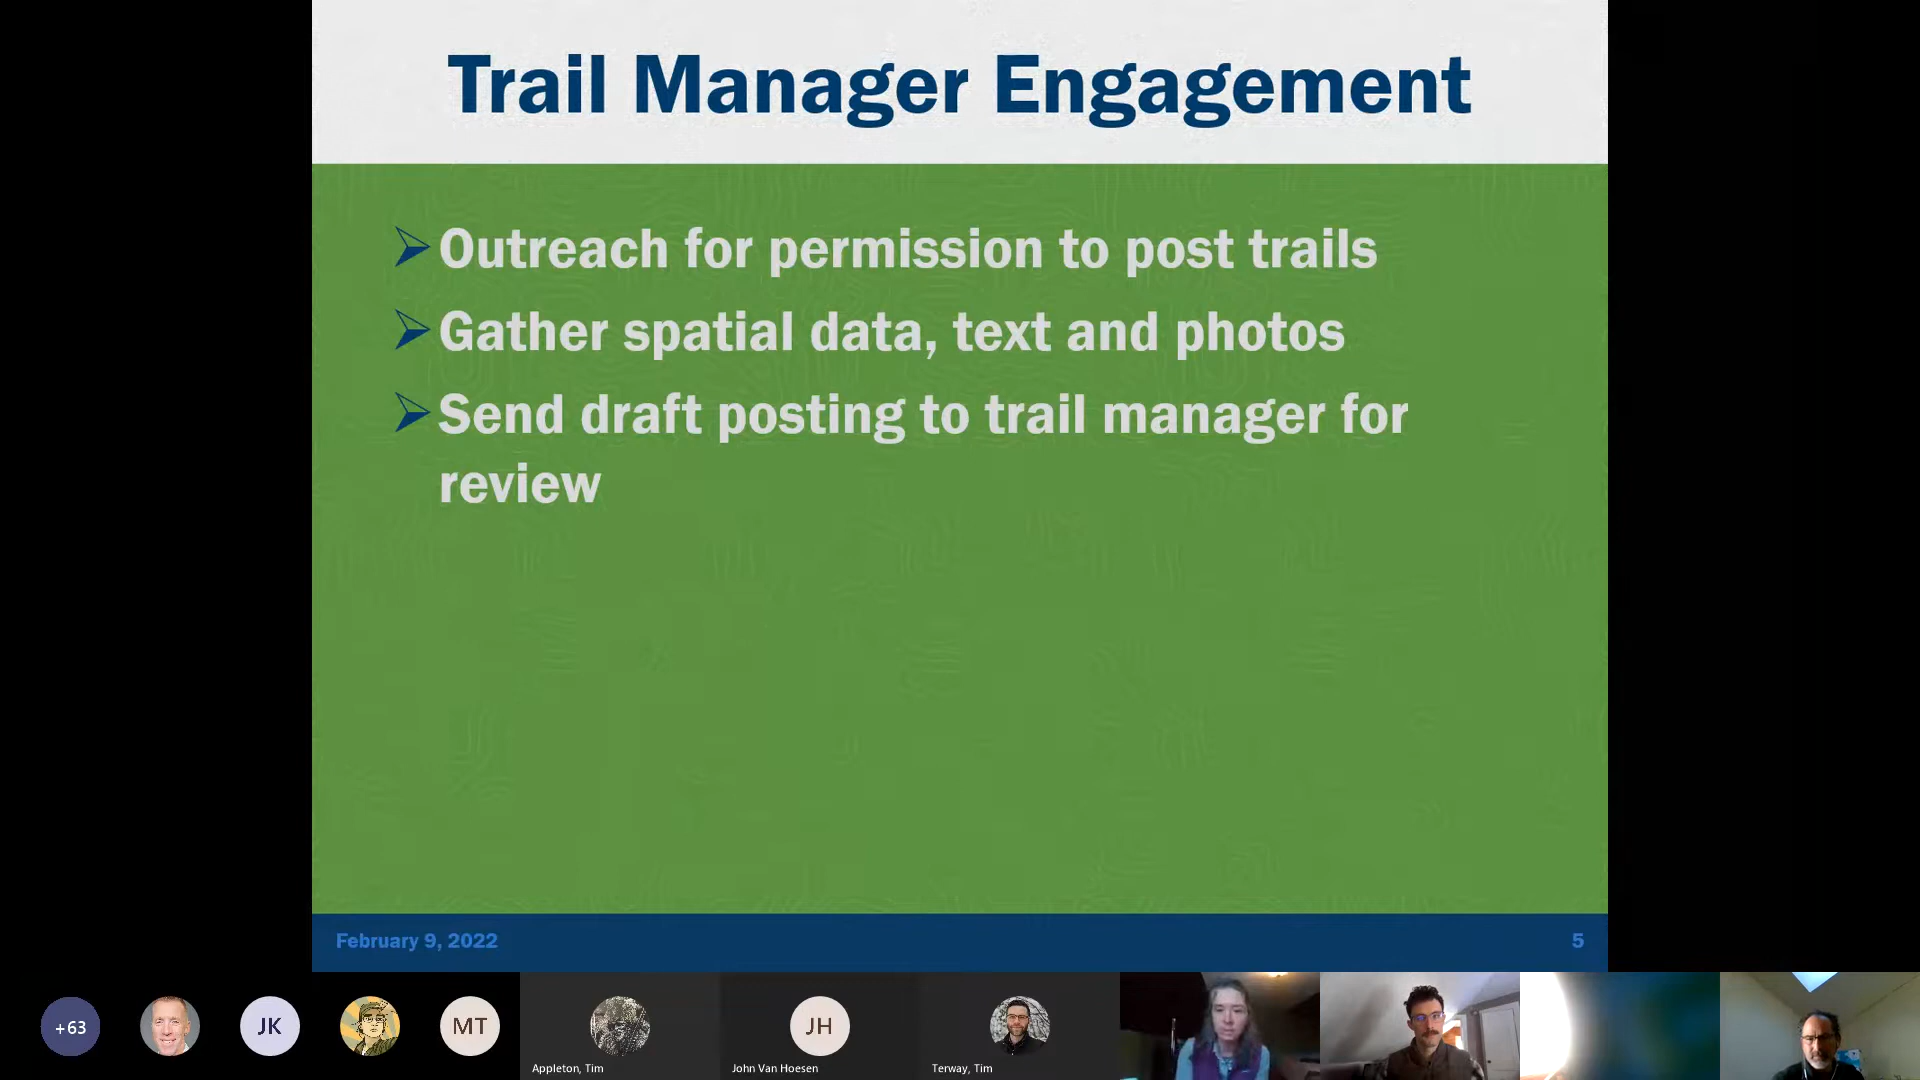 Trail Manager Engagement
Outreach for permission to post trails
Gather spatial data, text and photos
Send draft posting to trail manager for
review
February 9, 2022
5
+63
JK
MT
JH
Appleton, Tim
John Van Hoesen
Terway, Tim